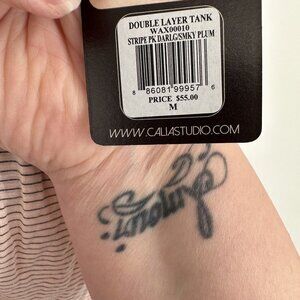 DOUBLE LAYER TANK
WAX00010
STRIPE PK DARLG/SMKY PLUM
8 86081 99957 6
PRICE $55.00
M
WWW.CALIASTUDIO.COM